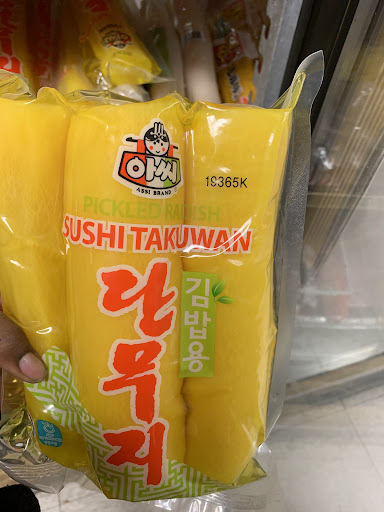 아씨
ASSI BRAND
19365K
PICKLED RADISH
SUSHI TAKUWAN
단무지
김밥용